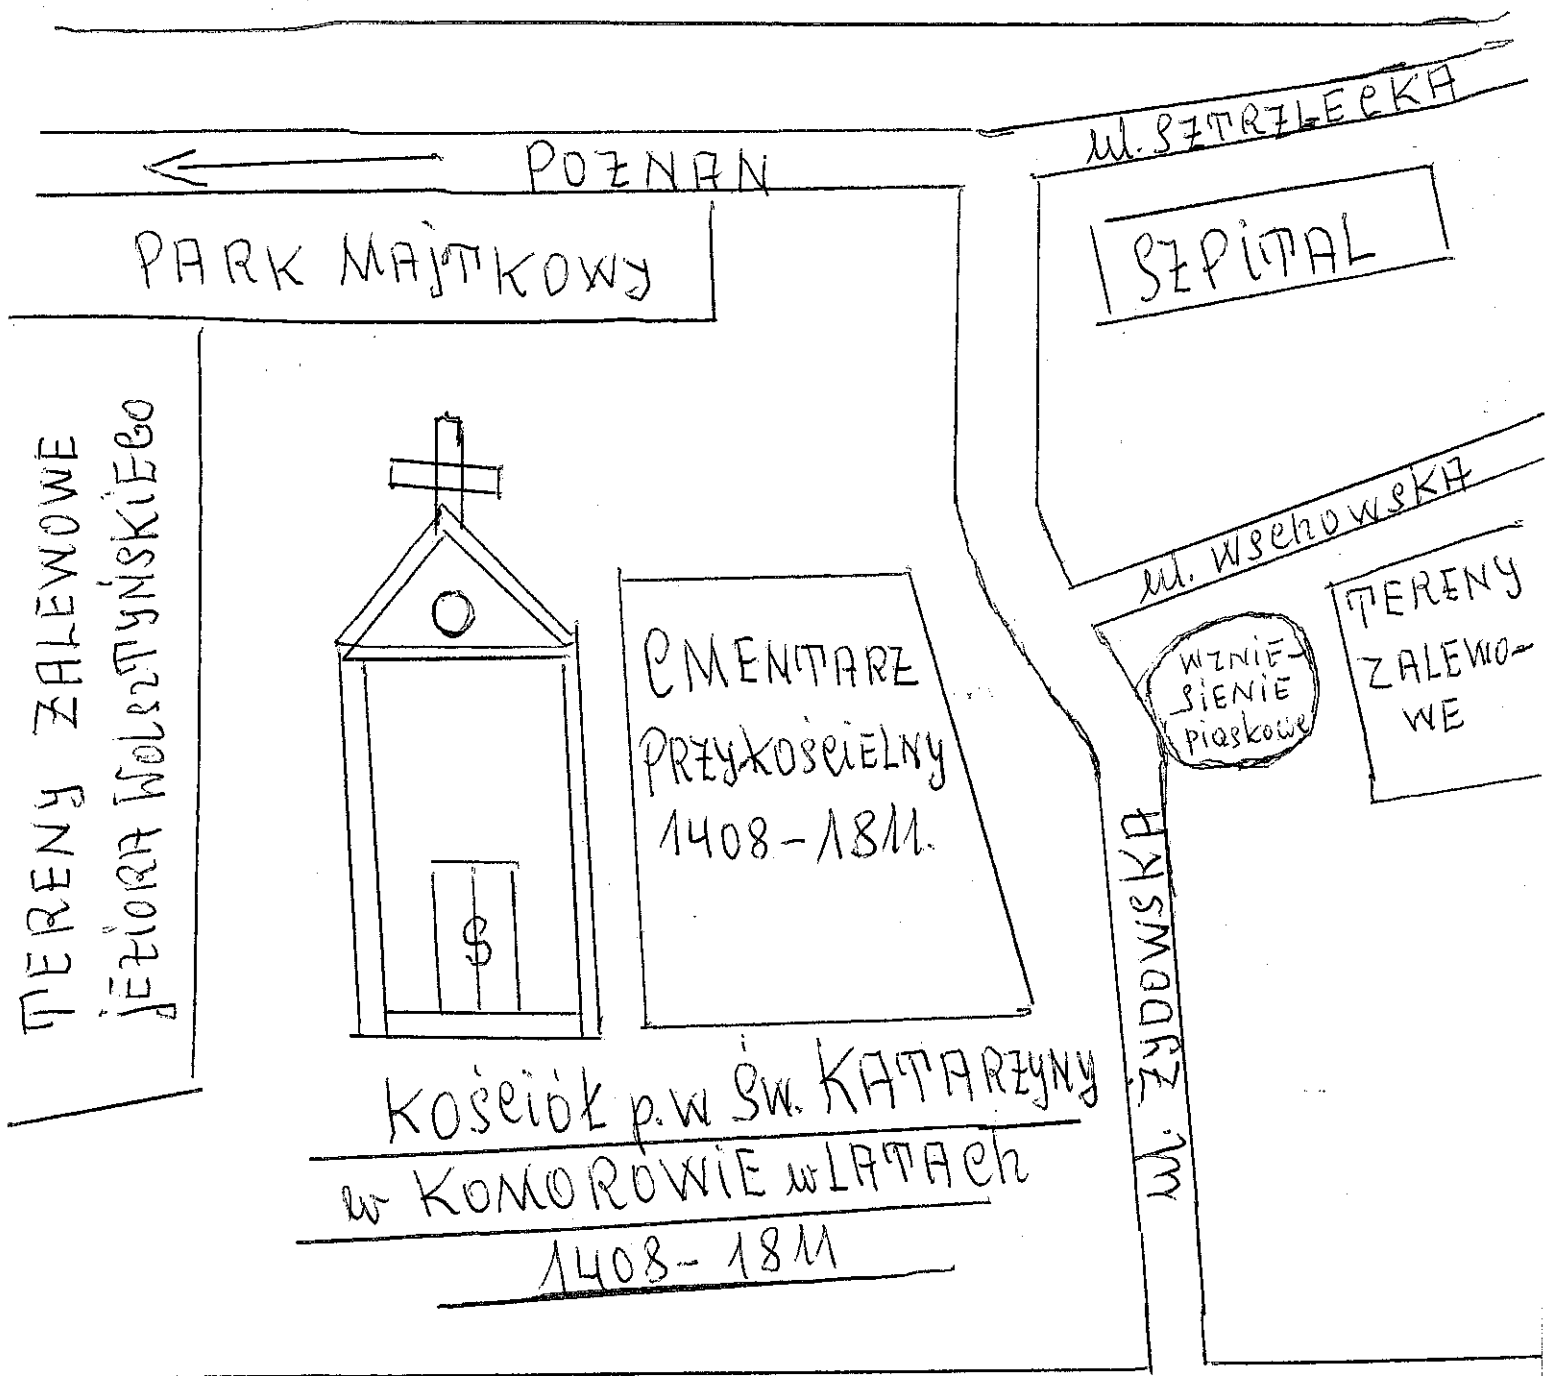 ul. SZTRZLECKA
POZNAN
PARK MAJTKOWY
SZPITAL
TERENY ZALEWOWE
JEZIORA WOLSZTYŃSKIEGO
ul. WSCHOWSKA
CMENTARZ
PRZYKOŚCIELNY
1408-1811.
WZNIE-
SIENIE
piaskowe
TERENY
ZALEWO-
WE
ul. ŻYDOWSKA
KOŚCIÓŁ p.w Św. KATARZYNY
w KOMOROWIE w LATACH
1408-1811